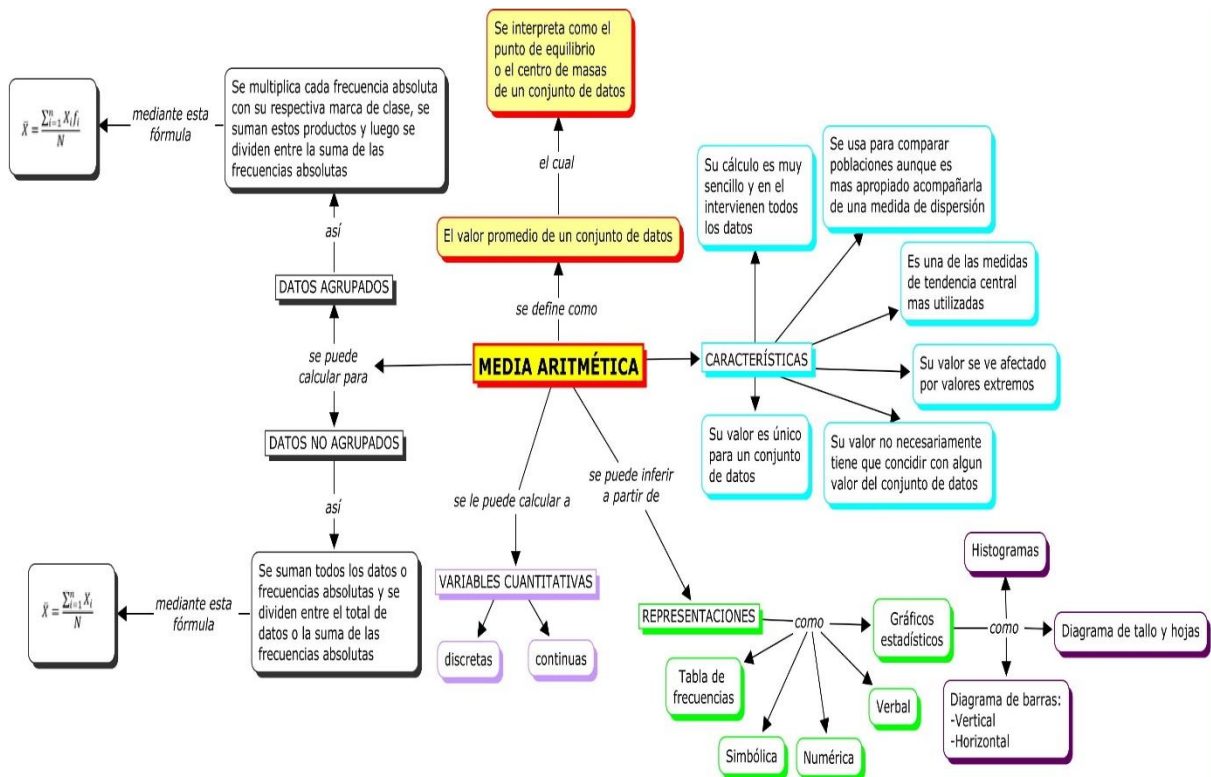 Se interpreta como el
punto de equilibrio
o el centro de masas
de un conjunto de datos
el cual
El valor promedio de un conjunto de datos
se define como
MEDIA ARITMÉTICA
se puede
calcular para
DATOS AGRUPADOS
así
Se multiplica cada frecuencia absoluta
con su respectiva marca de clase, se
suman estos productos y luego se
dividen entre la suma de las
frecuencias absolutas
mediante esta
fórmula
X̄ = ∑ᵢ₌₁ⁿ Xᵢfᵢ / N
DATOS NO AGRUPADOS
así
Se suman todos los datos o
frecuencias absolutas y se
dividen entre el total de
datos o la suma de las
frecuencias absolutas
mediante esta
fórmula
X̄ = ∑ᵢ₌₁ⁿ Xᵢ / N
CARACTERÍSTICAS
Su cálculo es muy
sencillo y en el
intervienen todos
los datos
Se usa para comparar
poblaciones aunque es
mas apropiado acompañarla
de una medida de dispersión
Es una de las medidas
de tendencia central
mas utilizadas
Su valor se ve afectado
por valores extremos
Su valor no necesariamente
tiene que concidir con algun
valor del conjunto de datos
Su valor es único
para un conjunto
de datos
se le puede calcular a
VARIABLES CUANTITATIVAS
discretas
continuas
se puede inferir
a partir de
REPRESENTACIONES
como
Tabla de
frecuencias
Simbólica
Numérica
Verbal
Gráficos
estadísticos
como
Histogramas
Diagrama de tallo y hojas
Diagrama de barras:
-Vertical
-Horizontal